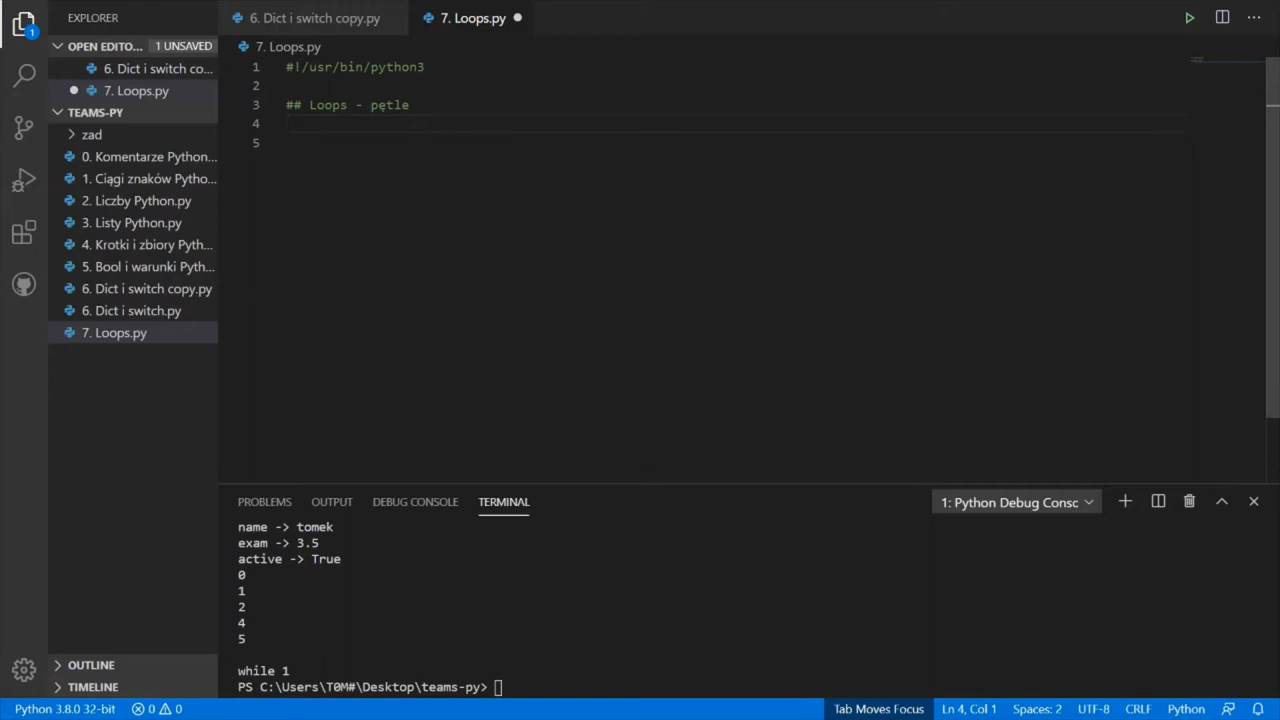 EXPLORER
6. Dict i switch copy.py
7. Loops.py
1
OPEN EDITO... 1 UNSAVED
6. Dict i switch co...
7. Loops.py
TEAMS-PY
zad
0. Komentarze Python...
1. Ciągi znaków Pytho...
2. Liczby Python.py
3. Listy Python.py
4. Krotki i zbiory Pyth...
5. Bool i warunki Pyth...
6. Dict i switch copy.py
6. Dict i switch.py
7. Loops.py
OUTLINE
TIMELINE
7. Loops.py
1 #!/usr/bin/python3
2
3 ## Loops - pętle
4
5
PROBLEMS OUTPUT DEBUG CONSOLE TERMINAL 1: Python Debug Consc
name -> tomek
exam -> 3.5
active -> True
0
1
2
4
5
while 1
PS C:\Users\T0M#\Desktop\teams-py>
Python 3.8.0 32-bit 0 0 Tab Moves Focus Ln 4, Col 1 Spaces: 2 UTF-8 CRLF Python